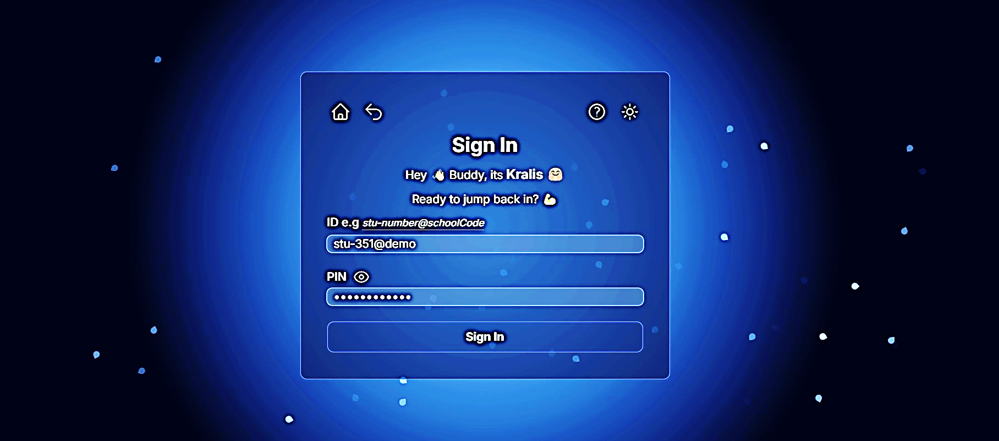 Sign In
Hey 👋 Buddy, its Kralis 🤗
Ready to jump back in? 💪
ID e.g stu-number@schoolCode
stu-351@demo
PIN
••••••••••••
Sign In